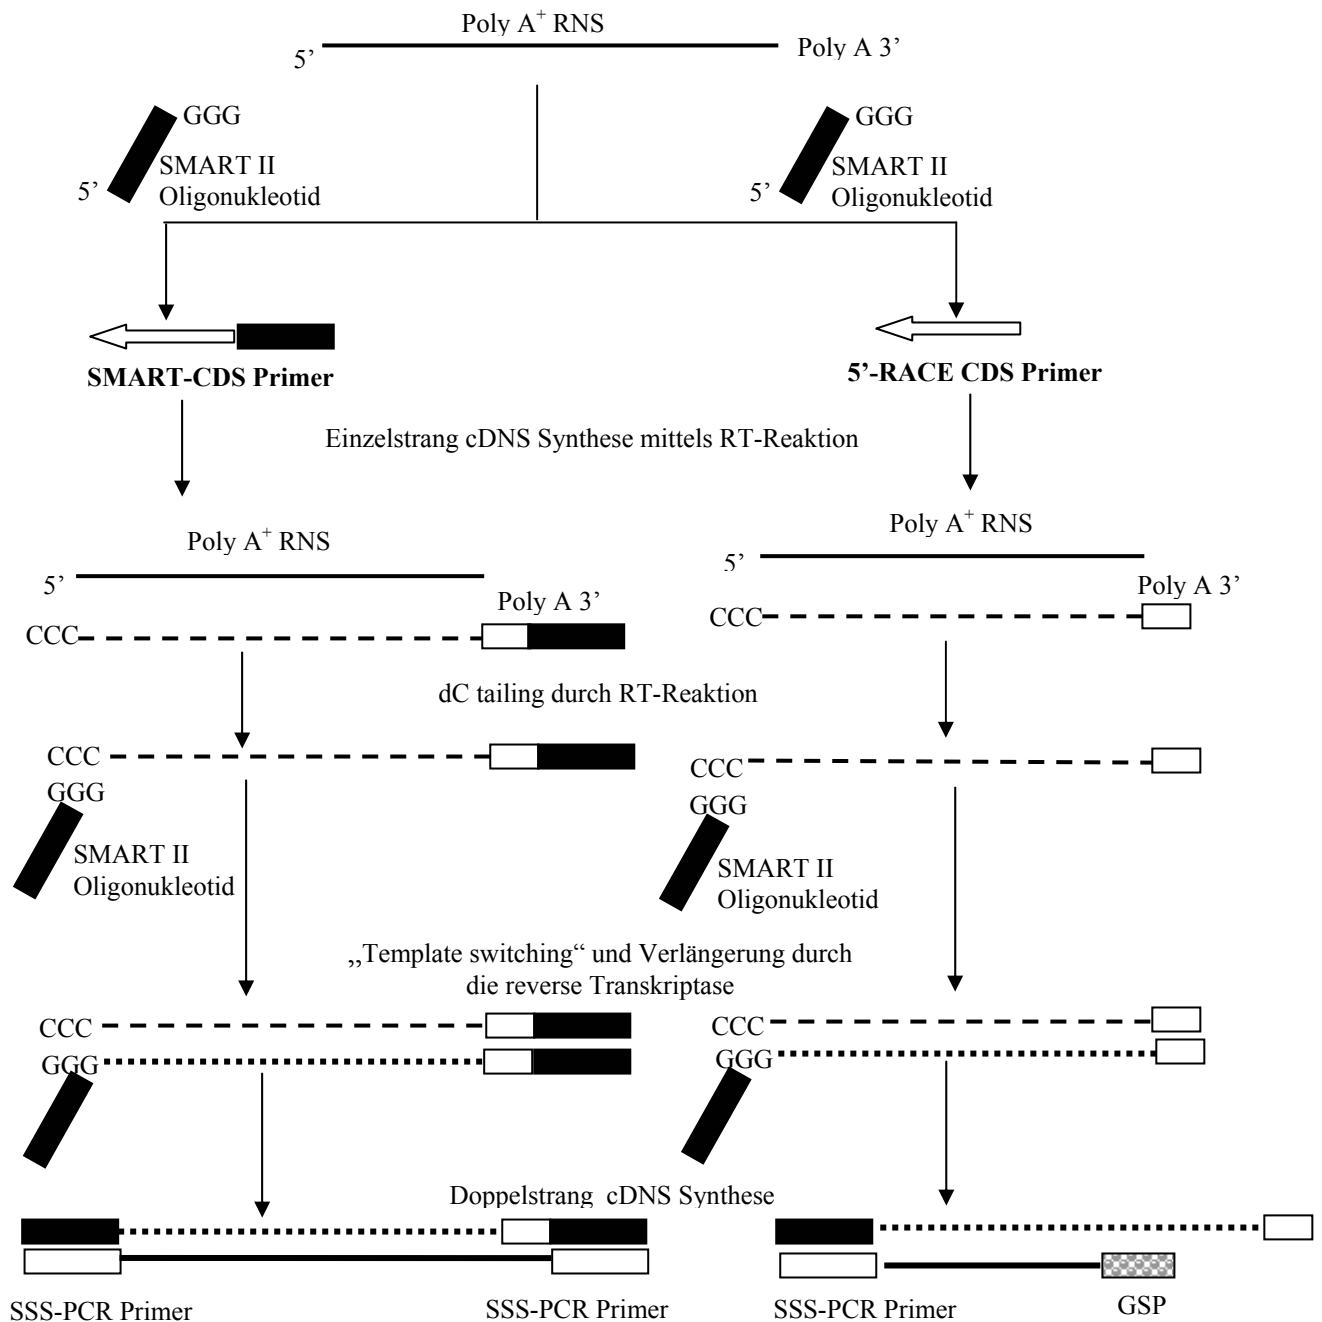 Poly A⁺ RNS
5’
Poly A 3’
GGG
SMART II
5’
Oligonukleotid
GGG
SMART II
5’
Oligonukleotid
SMART-CDS Primer
5’-RACE CDS Primer
Einzelstrang cDNS Synthese mittels RT-Reaktion
Poly A⁺ RNS
5’
Poly A 3’
CCC
Poly A⁺ RNS
5’
Poly A 3’
CCC
dC tailing durch RT-Reaktion
CCC
GGG
SMART II
Oligonukleotid
CCC
GGG
SMART II
Oligonukleotid
„Template switching“ und Verlängerung durch
die reverse Transkriptase
CCC
GGG
CCC
GGG
Doppelstrang cDNS Synthese
SSS-PCR Primer
SSS-PCR Primer
SSS-PCR Primer
GSP